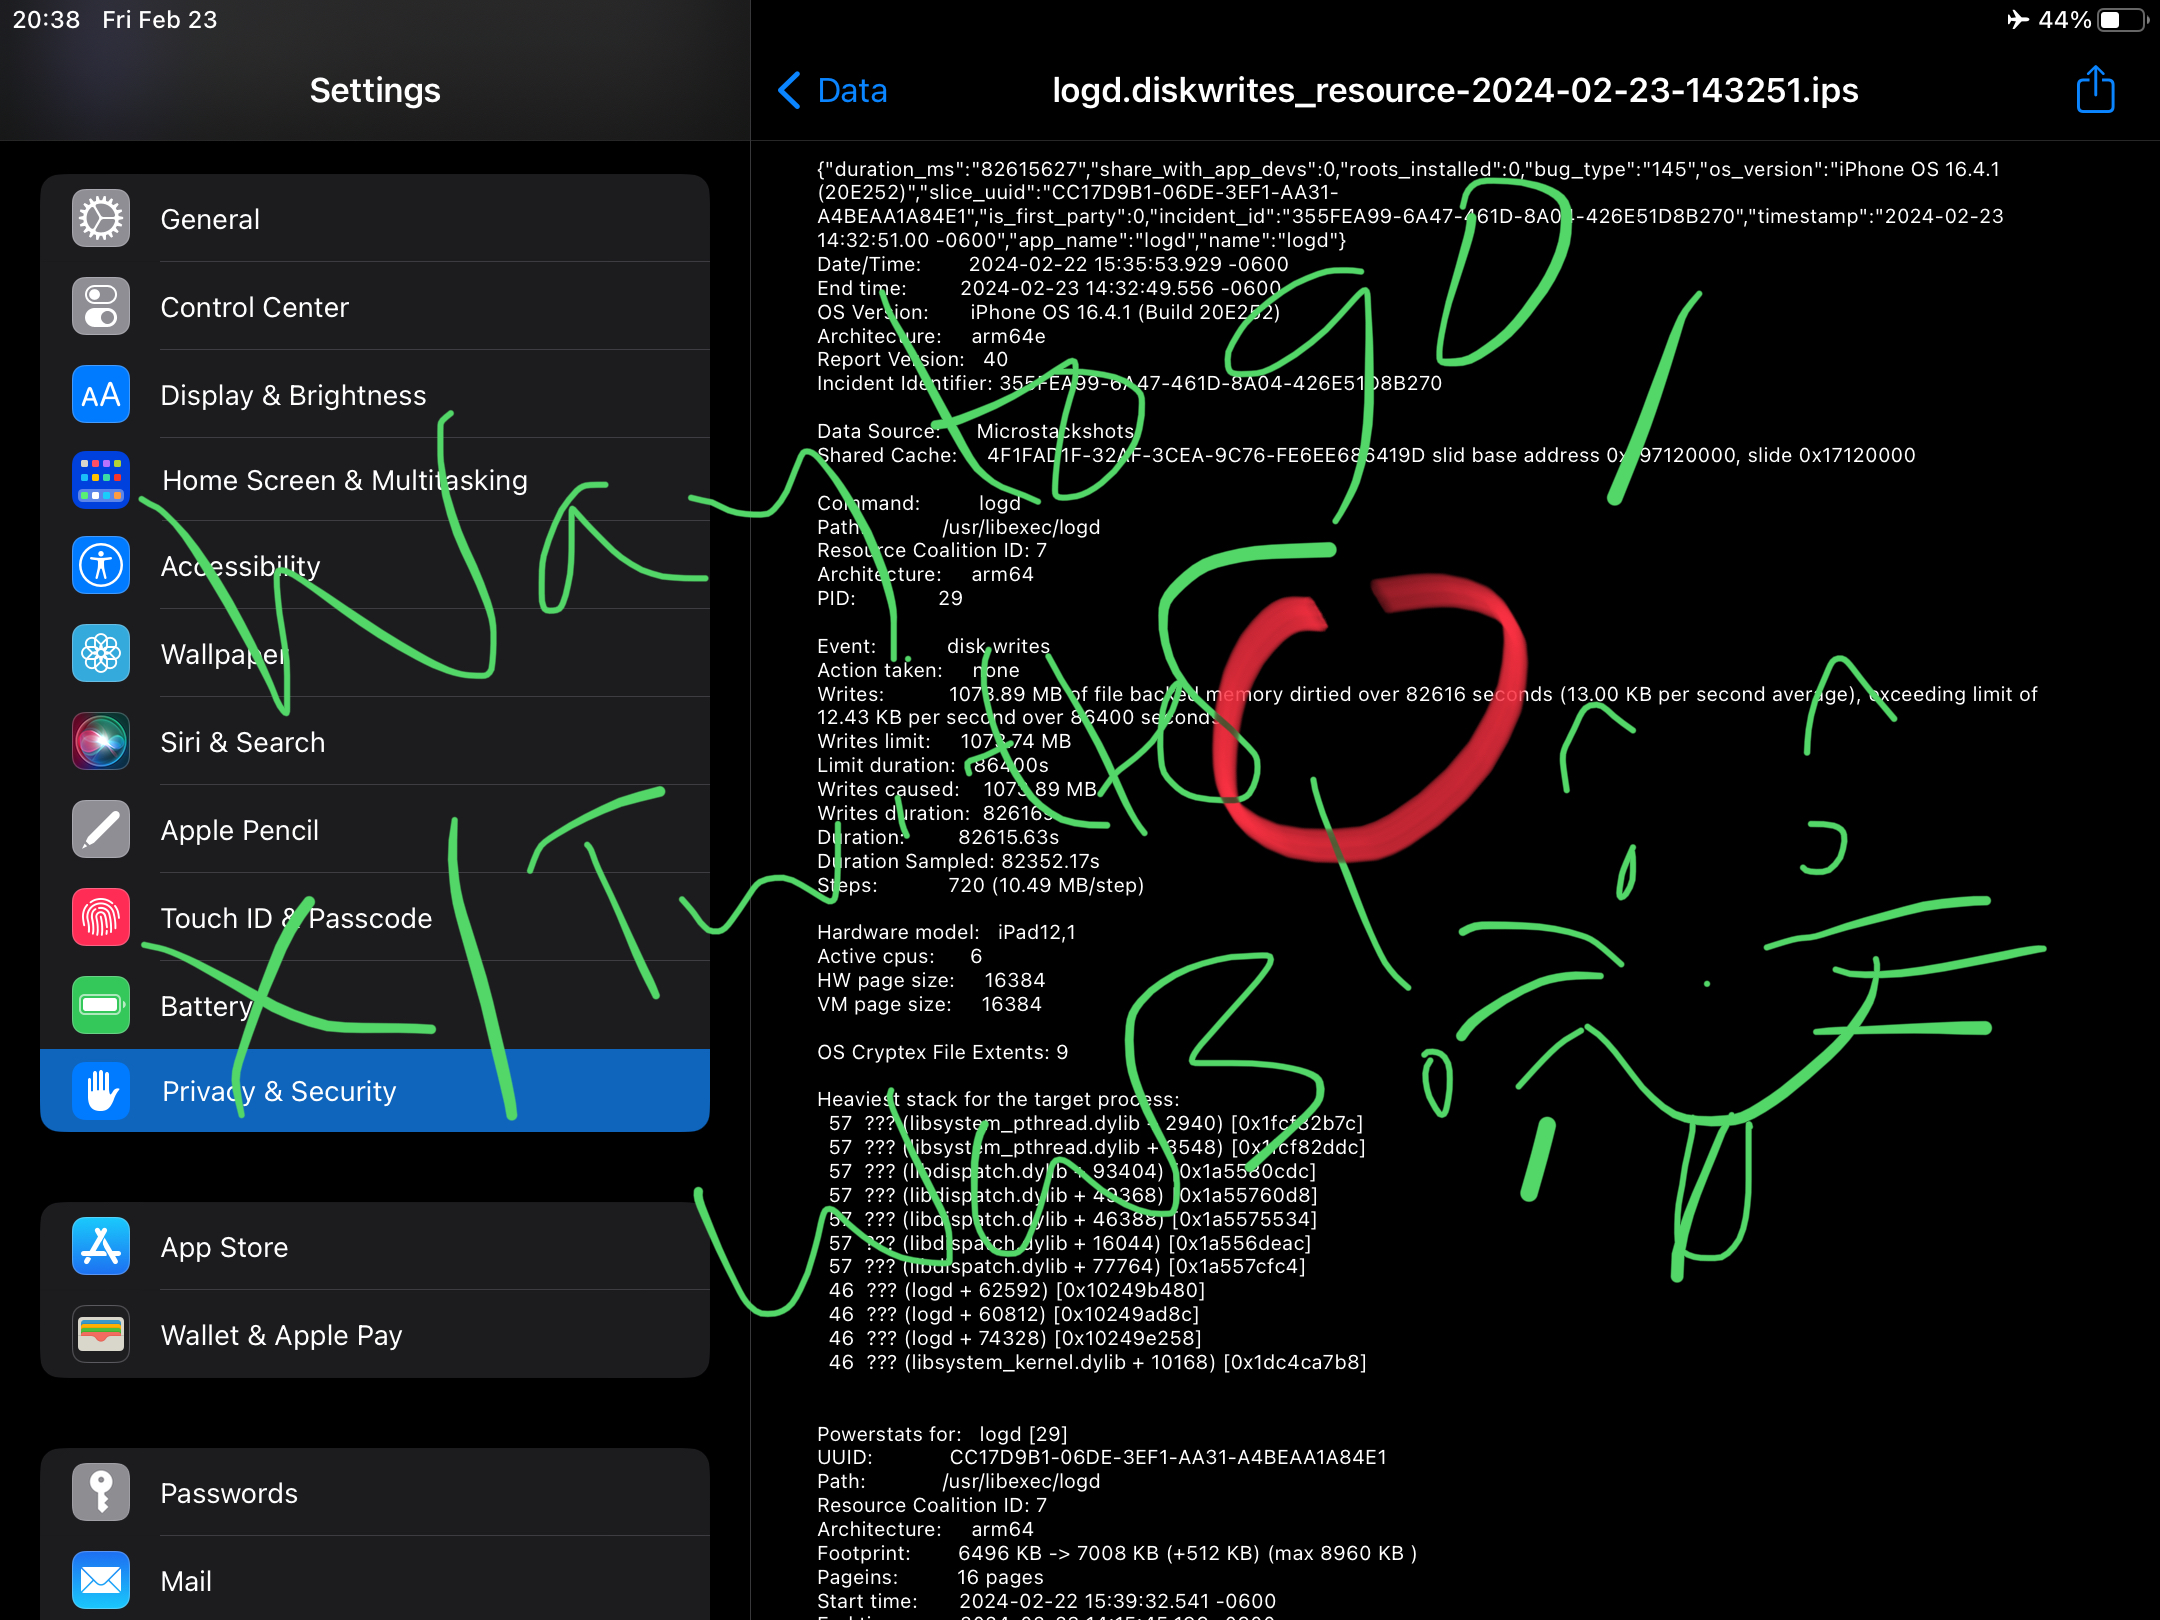 20:38 Fri Feb 23
44%
Settings
General
Control Center
Display & Brightness
Home Screen & Multitasking
Accessibility
Wallpaper
Siri & Search
Apple Pencil
Touch ID & Passcode
Battery
Privacy & Security
App Store
Wallet & Apple Pay
Passwords
Mail
Data
logd.diskwrites_resource-2024-02-23-143251.ips
{"duration_ms":"82615627","share_with_app_devs":0,"roots_installed":0,"bug_type":"145","os_version":"iPhone OS 16.4.1
(20E252)","slice_uuid":"CC17D9B1-06DE-3EF1-AA31-
A4BEAA1A84E1","is_first_party":0,"incident_id":"355FEA99-6A47-461D-8A04-426E51D8B270","timestamp":"2024-02-23
14:32:51.00 -0600","app_name":"logd","name":"logd"}
Date/Time: 2024-02-22 15:35:53.929 -0600
End time: 2024-02-23 14:32:49.556 -0600
OS Version: iPhone OS 16.4.1 (Build 20E252)
Architecture: arm64e
Report Version: 40
Incident Identifier: 355FEA99-6A47-461D-8A04-426E51D8B270
Data Source: Microstackshots
Shared Cache: 4F1FAD1F-32AF-3CEA-9C76-FE6EE686419D slid base address 0x197120000, slide 0x17120000
Command: logd
Path: /usr/libexec/logd
Resource Coalition ID: 7
Architecture: arm64
PID: 29
Event: disk writes
Action taken: none
Writes: 1073.89 MB of file backed memory dirtied over 82616 seconds (13.00 KB per second average), exceeding limit of
12.43 KB per second over 86400 seconds
Writes limit: 1073.74 MB
Limit duration: 86400s
Writes caused: 1073.89 MB
Writes duration: 82616s
Duration: 82615.63s
Duration Sampled: 82352.17s
Steps: 720 (10.49 MB/step)
Hardware model: iPad12,1
Active cpus: 6
HW page size: 16384
VM page size: 16384
OS Cryptex File Extents: 9
Heaviest stack for the target process:
57 ??? (libsystem_pthread.dylib + 2940) [0x1fcf82b7c]
57 ??? (libsystem_pthread.dylib + 3548) [0x1fcf82ddc]
57 ??? (libdispatch.dylib + 93404) [0x1a5580cdc]
57 ??? (libdispatch.dylib + 49368) [0x1a55760d8]
57 ??? (libdispatch.dylib + 46388) [0x1a5575534]
57 ??? (libdispatch.dylib + 16044) [0x1a556deac]
57 ??? (libdispatch.dylib + 77764) [0x1a557cfc4]
46 ??? (logd + 62592) [0x10249b480]
46 ??? (logd + 60812) [0x10249ad8c]
46 ??? (logd + 74328) [0x10249e258]
46 ??? (libsystem_kernel.dylib + 10168) [0x1dc4ca7b8]
Powerstats for: logd [29]
UUID: CC17D9B1-06DE-3EF1-AA31-A4BEAA1A84E1
Path: /usr/libexec/logd
Resource Coalition ID: 7
Architecture: arm64
Footprint: 6496 KB -> 7008 KB (+512 KB) (max 8960 KB )
Pageins: 16 pages
Start time: 2024-02-22 15:39:32.541 -0600